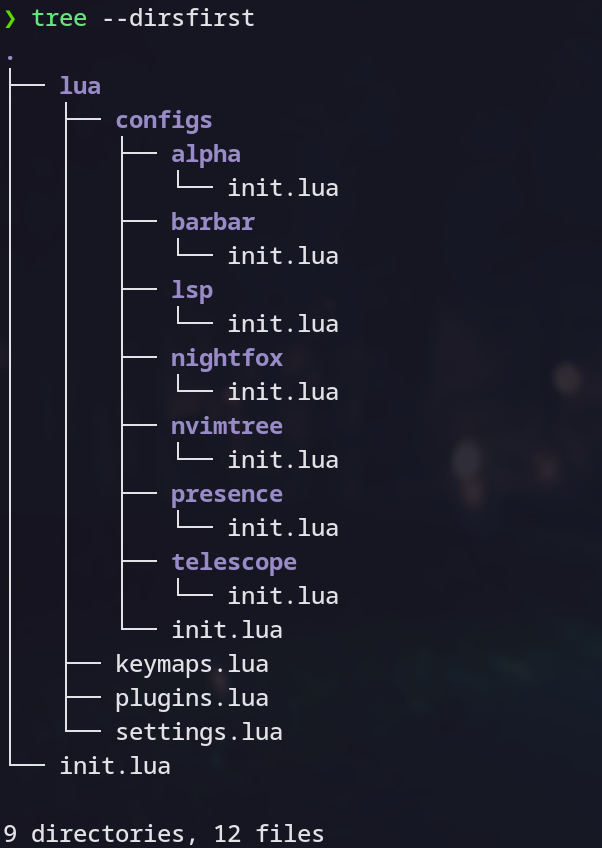 ❯ tree --dirsfirst
.
├── lua
│   ├── configs
│   │   ├── alpha
│   │   │   └── init.lua
│   │   ├── barbar
│   │   │   └── init.lua
│   │   ├── lsp
│   │   │   └── init.lua
│   │   ├── nightfox
│   │   │   └── init.lua
│   │   ├── nvimtree
│   │   │   └── init.lua
│   │   ├── presence
│   │   │   └── init.lua
│   │   ├── telescope
│   │   │   └── init.lua
│   │   └── init.lua
│   ├── keymaps.lua
│   ├── plugins.lua
│   └── settings.lua
└── init.lua

9 directories, 12 files